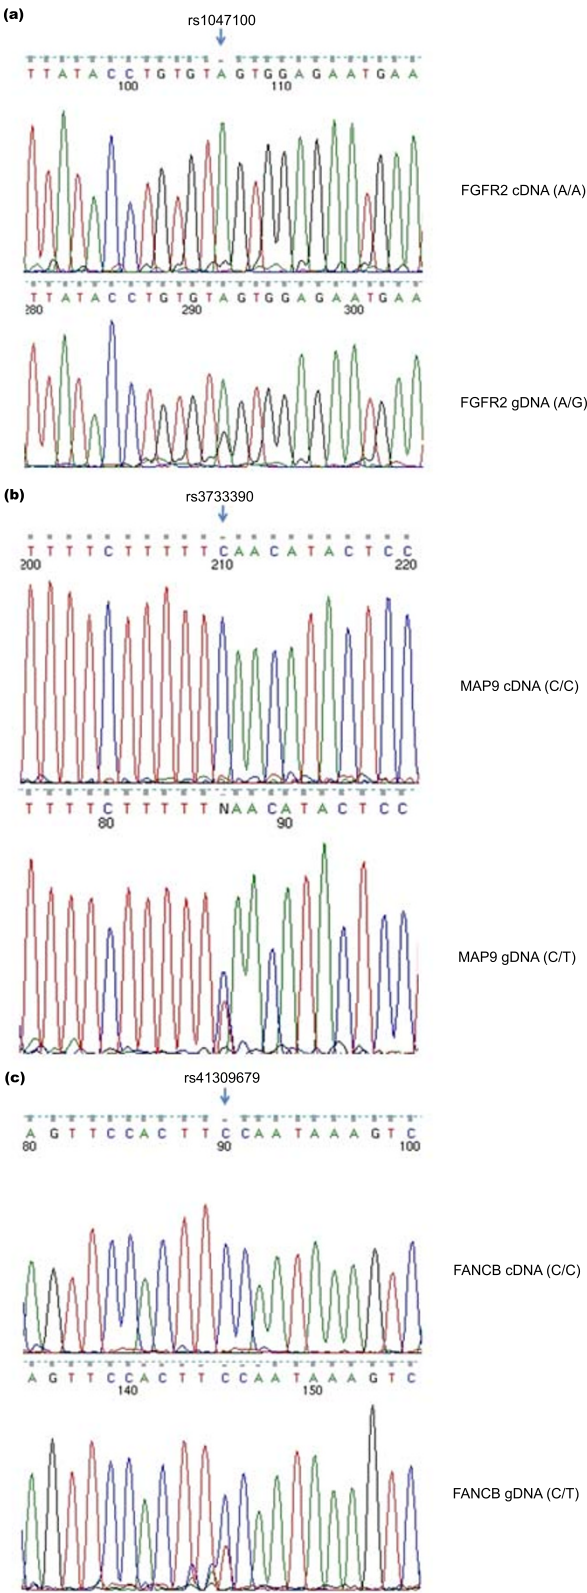 (a)
rs1047100
T T A T A C C T G T G T A G T G G A G A A T G A A
100 110
FGFR2 cDNA (A/A)
T T A T A C C T G T G T A G T G G A G A A T G A A
280 290 300
FGFR2 gDNA (A/G)
(b)
rs3733390
T T T T C T T T T T C A A C A T A C T C C
200 210 220
MAP9 cDNA (C/C)
T T T T C T T T T T N A A C A T A C T C C
80 90
MAP9 gDNA (C/T)
(c)
rs41309679
A G T T C C A C T T C C A A T A A A G T C
80 90 100
FANCB cDNA (C/C)
A G T T C C A C T T C C A A T A A A G T C
140 150
FANCB gDNA (C/T)